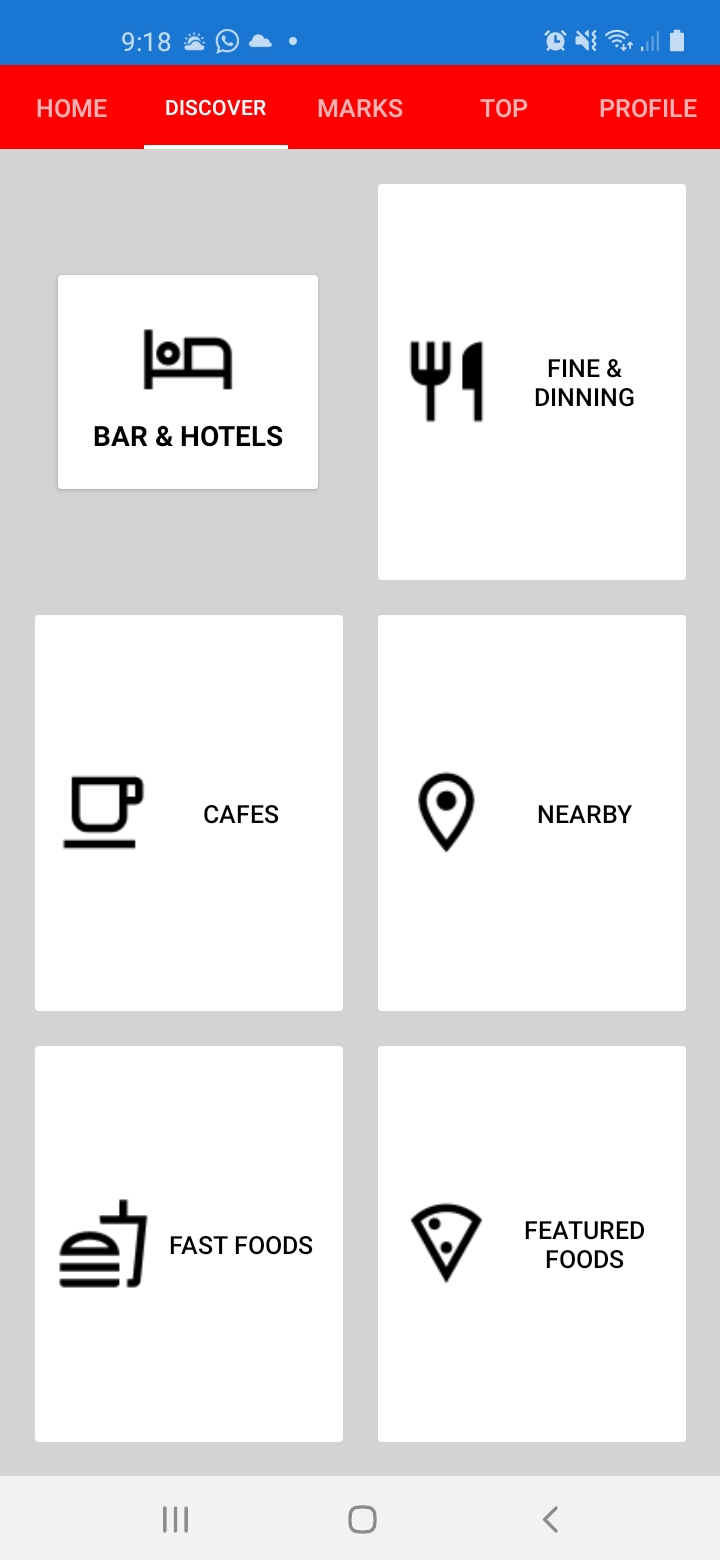 9:18
HOME DISCOVER MARKS TOP PROFILE
BAR & HOTELS
FINE &
DINNING
CAFES
NEARBY
FAST FOODS
FEATURED
FOODS